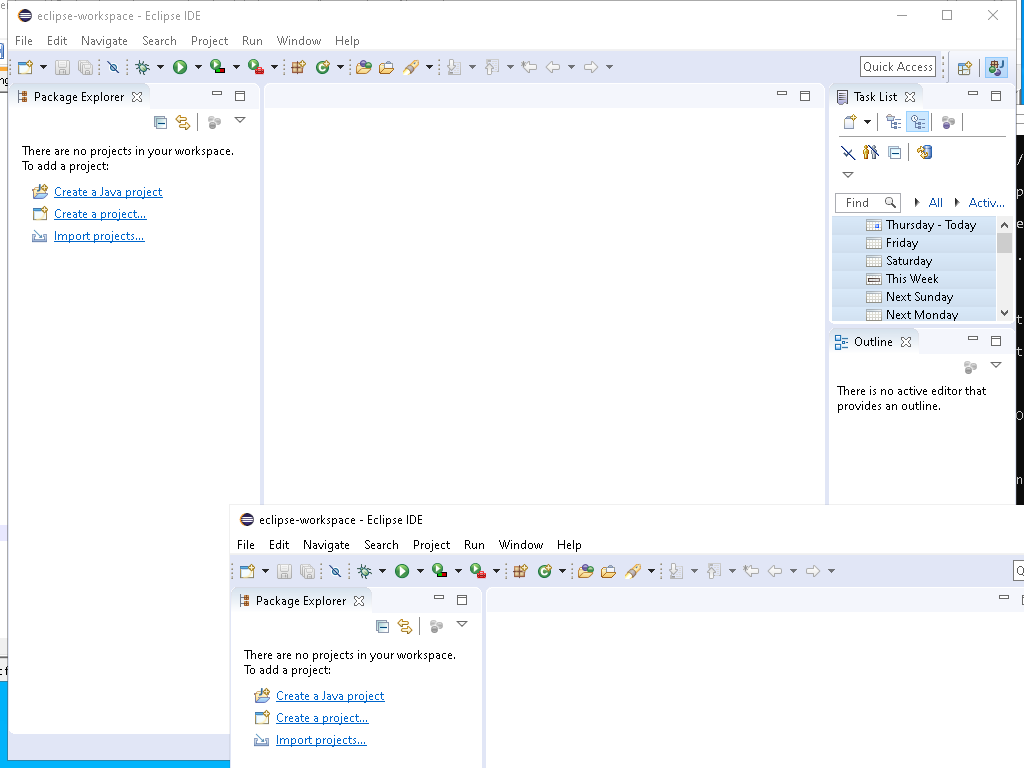 eclipse-workspace - Eclipse IDE
File Edit Navigate Search Project Run Window Help
Quick Access
Package Explorer
There are no projects in your workspace.
To add a project:
Create a Java project
Create a project...
Import projects...
Task List
Find All Activ...
Thursday - Today
Friday
Saturday
This Week
Next Sunday
Next Monday
Outline
There is no active editor that
provides an outline.
eclipse-workspace - Eclipse IDE
File Edit Navigate Search Project Run Window Help
Package Explorer
There are no projects in your workspace.
To add a project:
Create a Java project
Create a project...
Import projects...